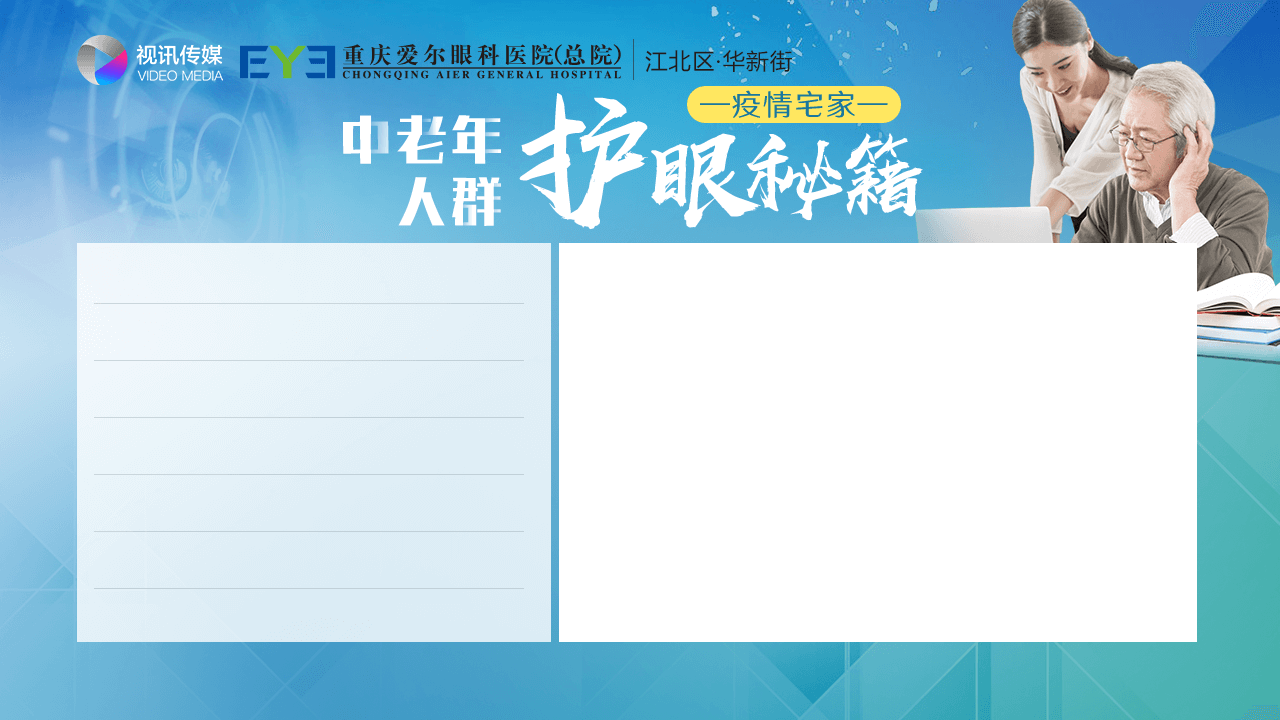 视讯传媒
VIDEO MEDIA
EYE
重庆爱尔眼科医院(总院)
CHONGQING AIER GENERAL HOSPITAL
江北区·华新街
疫情宅家
中老年
人群
护眼秘籍